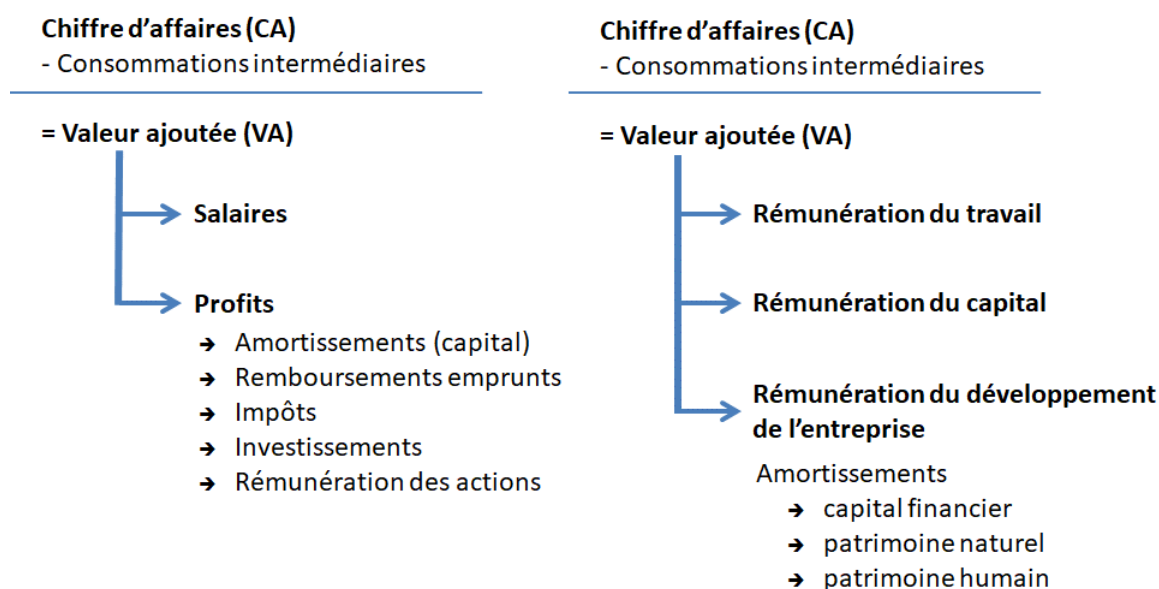 Chiffre d'affaires (CA)
- Consommations intermédiaires
= Valeur ajoutée (VA)
Salaires
Profits
→ Amortissements (capital)
→ Remboursements emprunts
→ Impôts
→ Investissements
→ Rémunération des actions
Chiffre d'affaires (CA)
- Consommations intermédiaires
= Valeur ajoutée (VA)
Rémunération du travail
Rémunération du capital
Rémunération du développement
de l'entreprise
Amortissements
→ capital financier
→ patrimoine naturel
→ patrimoine humain